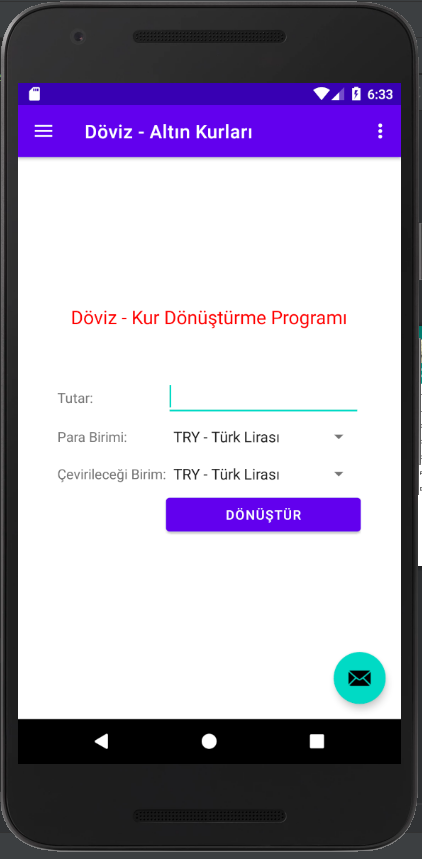 6:33
Döviz - Altın Kurları
Döviz - Kur Dönüştürme Programı
Tutar:
Para Birimi: TRY - Türk Lirası
Çevirileceği Birim: TRY - Türk Lirası
DÖNÜŞTÜR